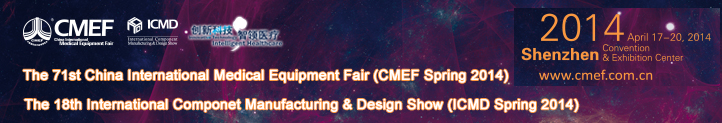 CMEF
China International
Medical Equipment Fair
ICMD
International Component
Manufacturing & Design Show
创新科技 智领医疗
Intelligent Healthcare
2014 April 17~20, 2014
Shenzhen Convention
& Exhibition Center
www.cmef.com.cn
The 71st China International Medical Equipment Fair (CMEF Spring 2014)
The 18th International Componet Manufacturing & Design Show (ICMD Spring 2014)